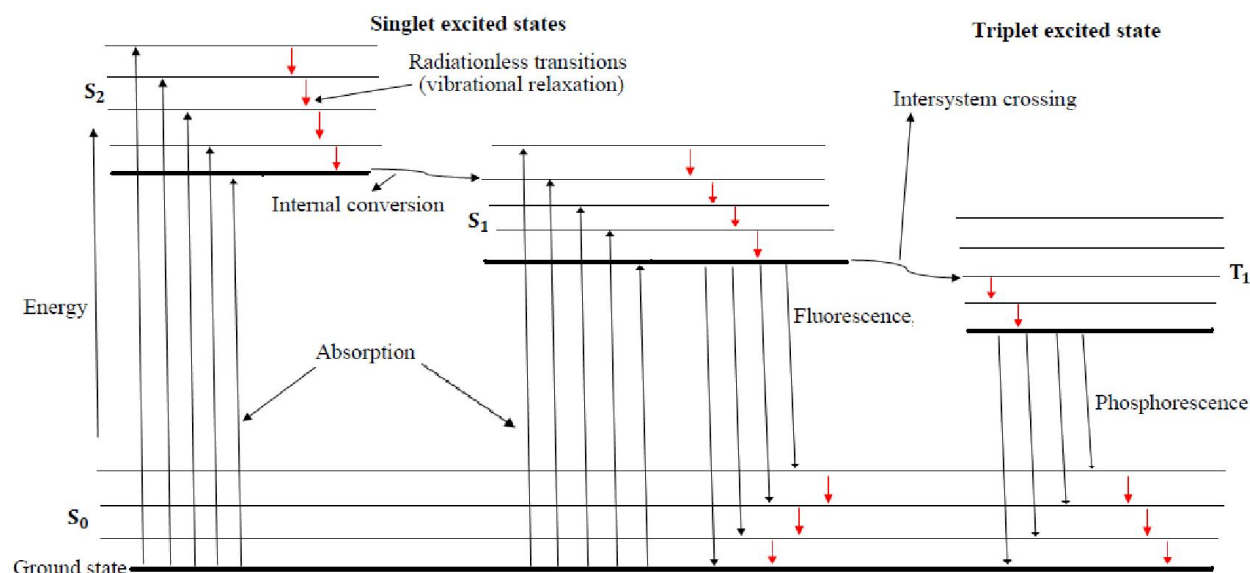 Singlet excited states
Triplet excited state
Radiationless transitions
(vibrational relaxation)
S2
Intersystem crossing
Internal conversion
S1
T1
Energy
Fluorescence,
Absorption
Phosphorescence
S0
Ground state